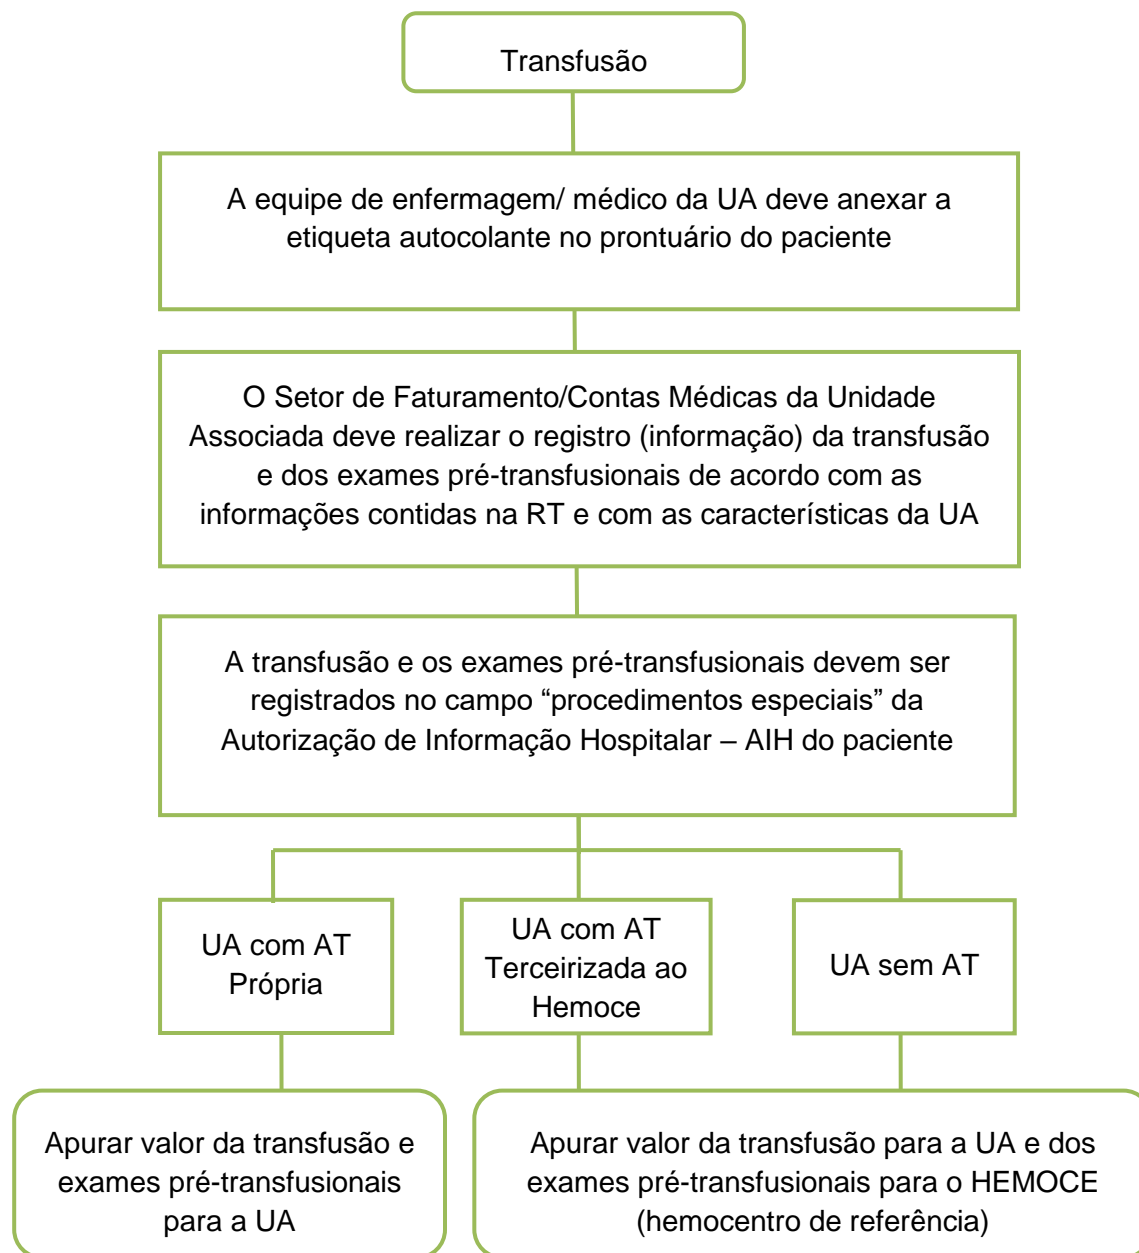 Transfusão
A equipe de enfermagem/ médico da UA deve anexar a
etiqueta autocolante no prontuário do paciente
O Setor de Faturamento/Contas Médicas da Unidade
Associada deve realizar o registro (informação) da transfusão
e dos exames pré-transfusionais de acordo com as
informações contidas na RT e com as características da UA
A transfusão e os exames pré-transfusionais devem ser
registrados no campo “procedimentos especiais” da
Autorização de Informação Hospitalar – AIH do paciente
UA com AT
Própria
UA com AT
Terceirizada ao
Hemoce
UA sem AT
Apurar valor da transfusão e
exames pré-transfusionais
para a UA
Apurar valor da transfusão para a UA e dos
exames pré-transfusionais para o HEMOCE
(hemocentro de referência)